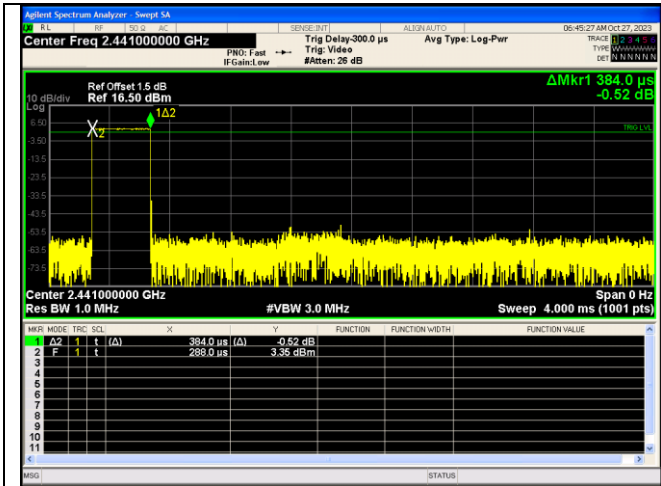 Agilent Spectrum Analyzer - Swept SA
RL RF 50 Ω AC SENSE:INT ALIGN AUTO 06:45:27 AM Oct 27, 2023
Center Freq 2.441000000 GHz Trig Delay-300.0 µs Avg Type: Log-Pwr TRACE 1 2 3 4 5 6
PNO: Fast Trig: Video TYPE W
IFGain:Low #Atten: 26 dB DET N N N N N N
ΔMkr1 384.0 µs
Ref Offset 1.5 dB
10 dB/div Ref 16.50 dBm -0.52 dB
Log
1Δ2
6.50
X2 TRIG LVL
-3.50
-13.5
-23.5
-33.5
-43.5
-53.5
-63.5
-73.5
Center 2.441000000 GHz Span 0 Hz
Res BW 1.0 MHz #VBW 3.0 MHz Sweep 4.000 ms (1001 pts)
MKR MODE TRC SCL X Y FUNCTION FUNCTION WIDTH FUNCTION VALUE
1 Δ2 1 t (Δ) 384.0 µs (Δ) -0.52 dB
2 F 1 t 288.0 µs 3.35 dBm
3
4
5
6
7
8
9
10
11
MSG STATUS